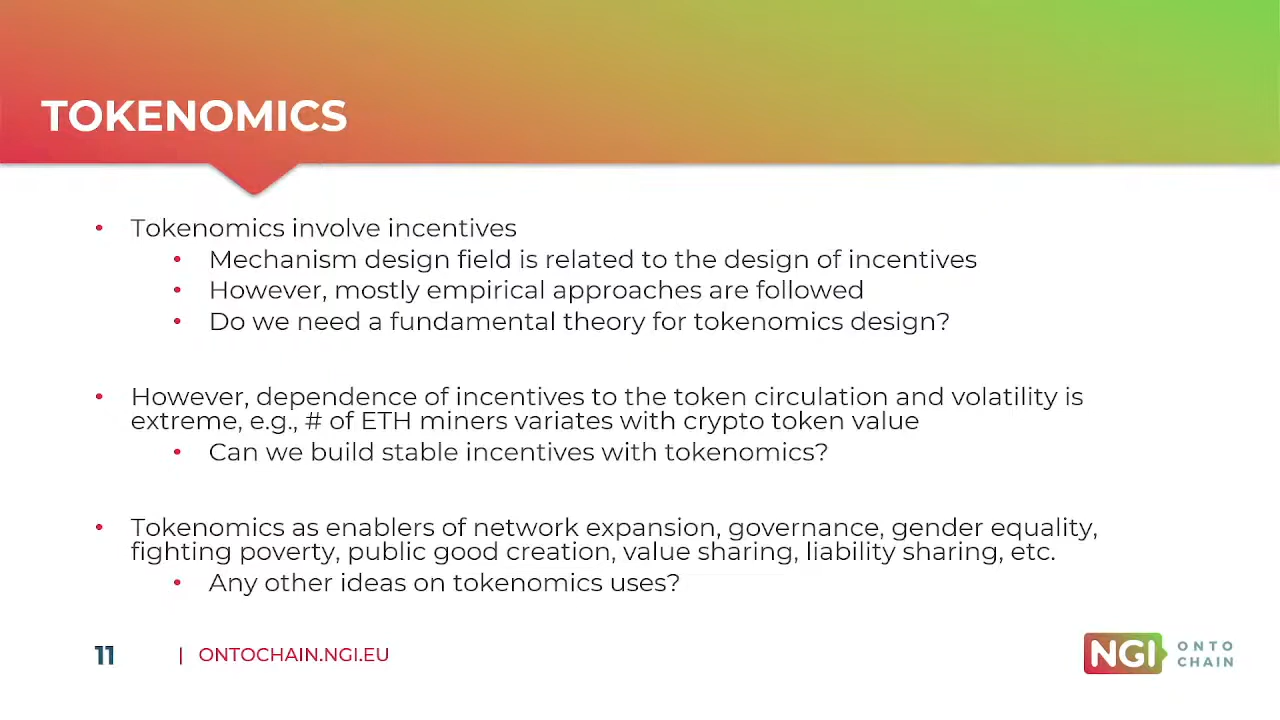 TOKENOMICS
• Tokenomics involve incentives
• Mechanism design field is related to the design of incentives
• However, mostly empirical approaches are followed
• Do we need a fundamental theory for tokenomics design?
• However, dependence of incentives to the token circulation and volatility is
extreme, e.g., # of ETH miners variates with crypto token value
• Can we build stable incentives with tokenomics?
• Tokenomics as enablers of network expansion, governance, gender equality,
fighting poverty, public good creation, value sharing, liability sharing, etc.
• Any other ideas on tokenomics uses?
11 | ONTOCHAIN.NGI.EU
NGI ONTO
CHAIN